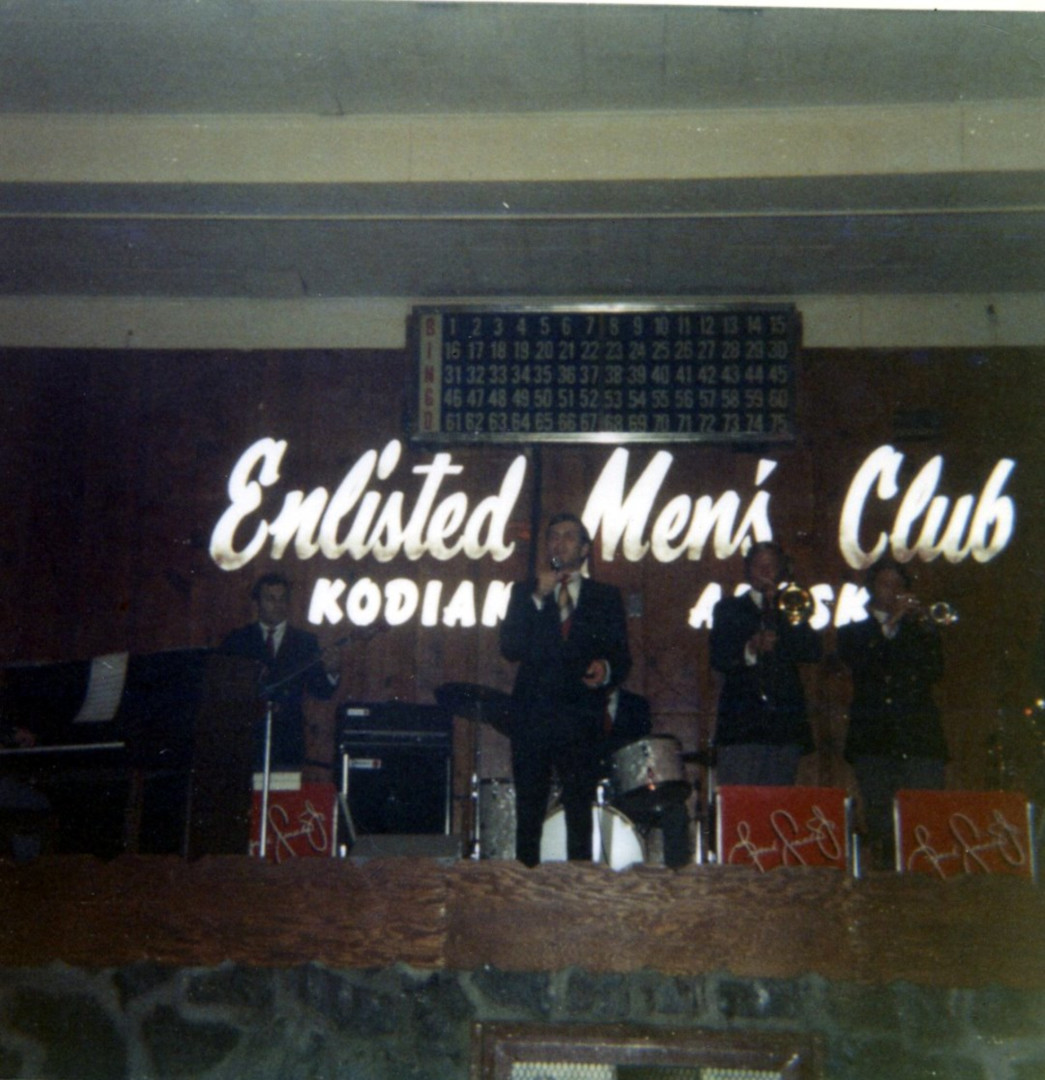 B 1 2 3 4 5 6 7 8 9 10 11 12 13 14 15
I 16 17 18 19 20 21 22 23 24 25 26 27 28 29 30
N 31 32 33 34 35 36 37 38 39 40 41 42 43 44 45
G 46 47 48 49 50 51 52 53 54 55 56 57 58 59 60
O 61 62 63 64 65 66 67 68 69 70 71 72 73 74 75
Enlisted Men's Club
KODIAK A SK